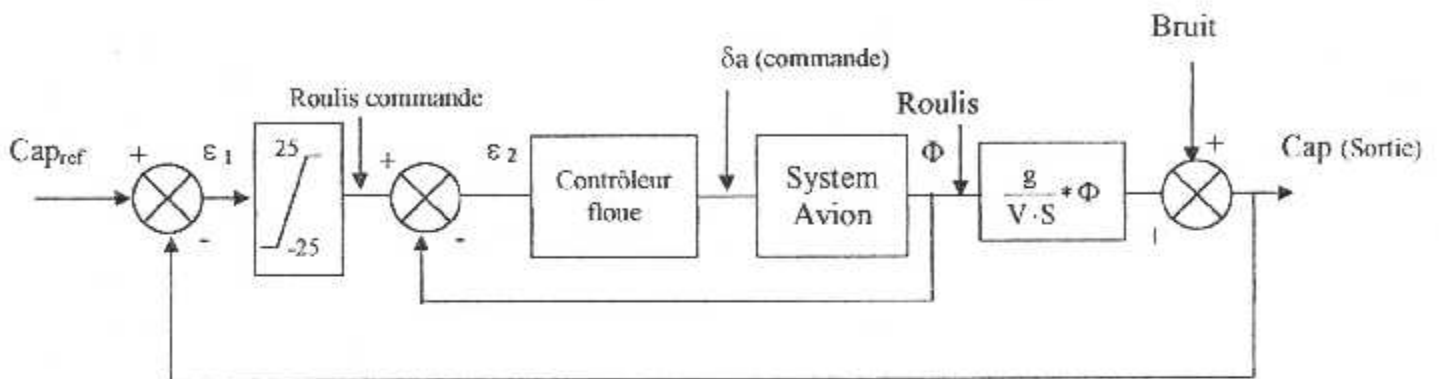 Bruit
δa (commande)
Roulis commande
Roulis
Cap_ref
+
ε 1
25
-25
-
+
ε 2
-
Contrôleur
floue
System
Avion
Φ
g
V · S
* Φ
+
Cap (Sortie)